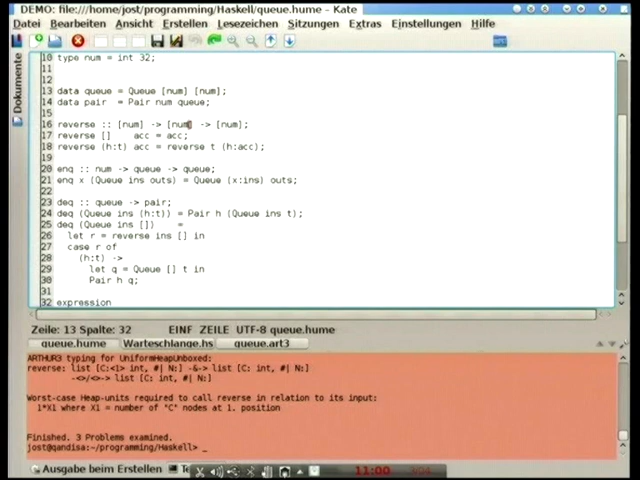 DEMO: file:///home/jost/programming/Haskell/queue.hume - Kate
Datei Bearbeiten Ansicht Erstellen Lesezeichen Sitzungen Extras Einstellungen Hilfe
Dokumente
10 type num = int 32;
11
12
13 data queue = Queue [num] [num];
14 data pair = Pair num queue;
15
16 reverse :: [num] -> [num] -> [num];
17 reverse [] acc = acc;
18 reverse (h:t) acc = reverse t (h:acc);
19
20 enq :: num -> queue -> queue;
21 enq x (Queue ins outs) = Queue (x:ins) outs;
22
23 deq :: queue -> pair;
24 deq (Queue ins (h:t)) = Pair h (Queue ins t);
25 deq (Queue ins []) =
26 let r = reverse ins [] in
27 case r of
28 (h:t) ->
29 let q = Queue [] t in
30 Pair h q;
31
32 expression
Zeile: 13 Spalte: 32 EINF ZEILE UTF-8 queue.hume
queue.hume Warteschlange.hs queue.art3
ARTHUR3 typing for UniformHeapUnboxed:
reverse: list [C:<1> int, #| N:] -&-> list [C: int, #| N:]
-<>/<>-> list [C: int, #| N:]
Worst-case Heap-units required to call reverse in relation to its input:
1*X1 where X1 = number of "C" nodes at 1. position
Finished. 3 Problems examined.
jost@qandisa:~/programming/Haskell> _
Ausgabe beim Erstellen
11:00